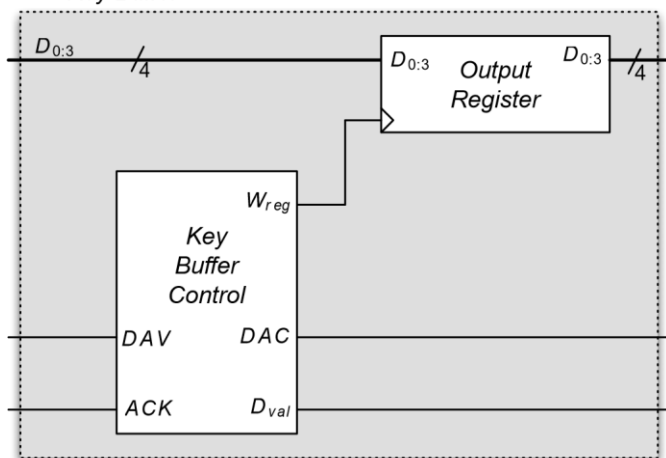 D0:3
4
D0:3
Output
Register
D0:3
4
Wreg
Key
Buffer
Control
DAV
DAC
ACK
Dval